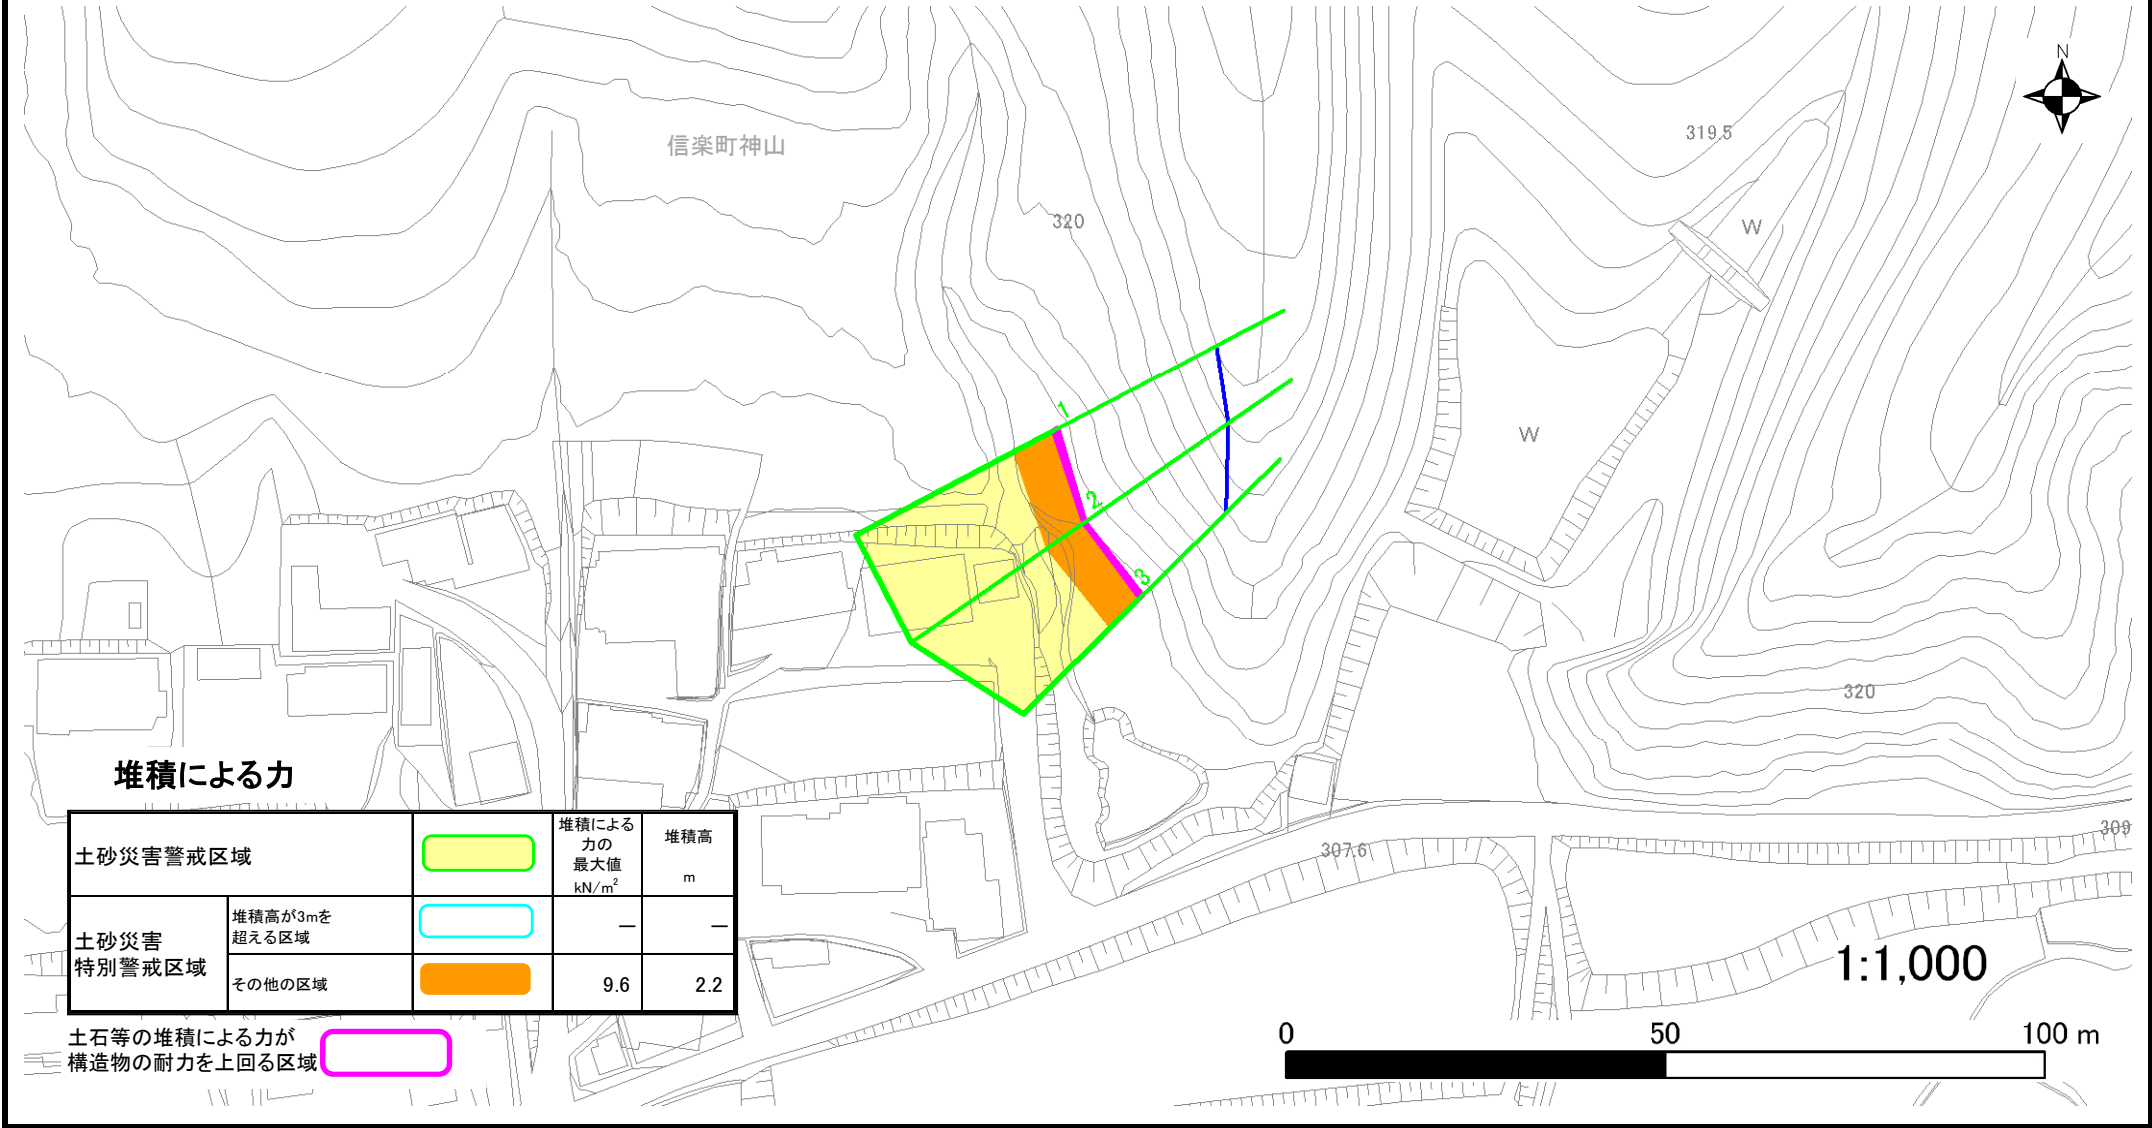 N
319.5
信楽町神山
320
W
1
W
2
3
320
堆積による力
309
307.6
土砂災害警戒区域
堆積による
力の
最大値
kN/m²
堆積高
m
土砂災害
特別警戒区域
堆積高が3mを
超える区域
—
—
その他の区域
9.6
2.2
1:1,000
土石等の堆積による力が
構造物の耐力を上回る区域
0
50
100 m